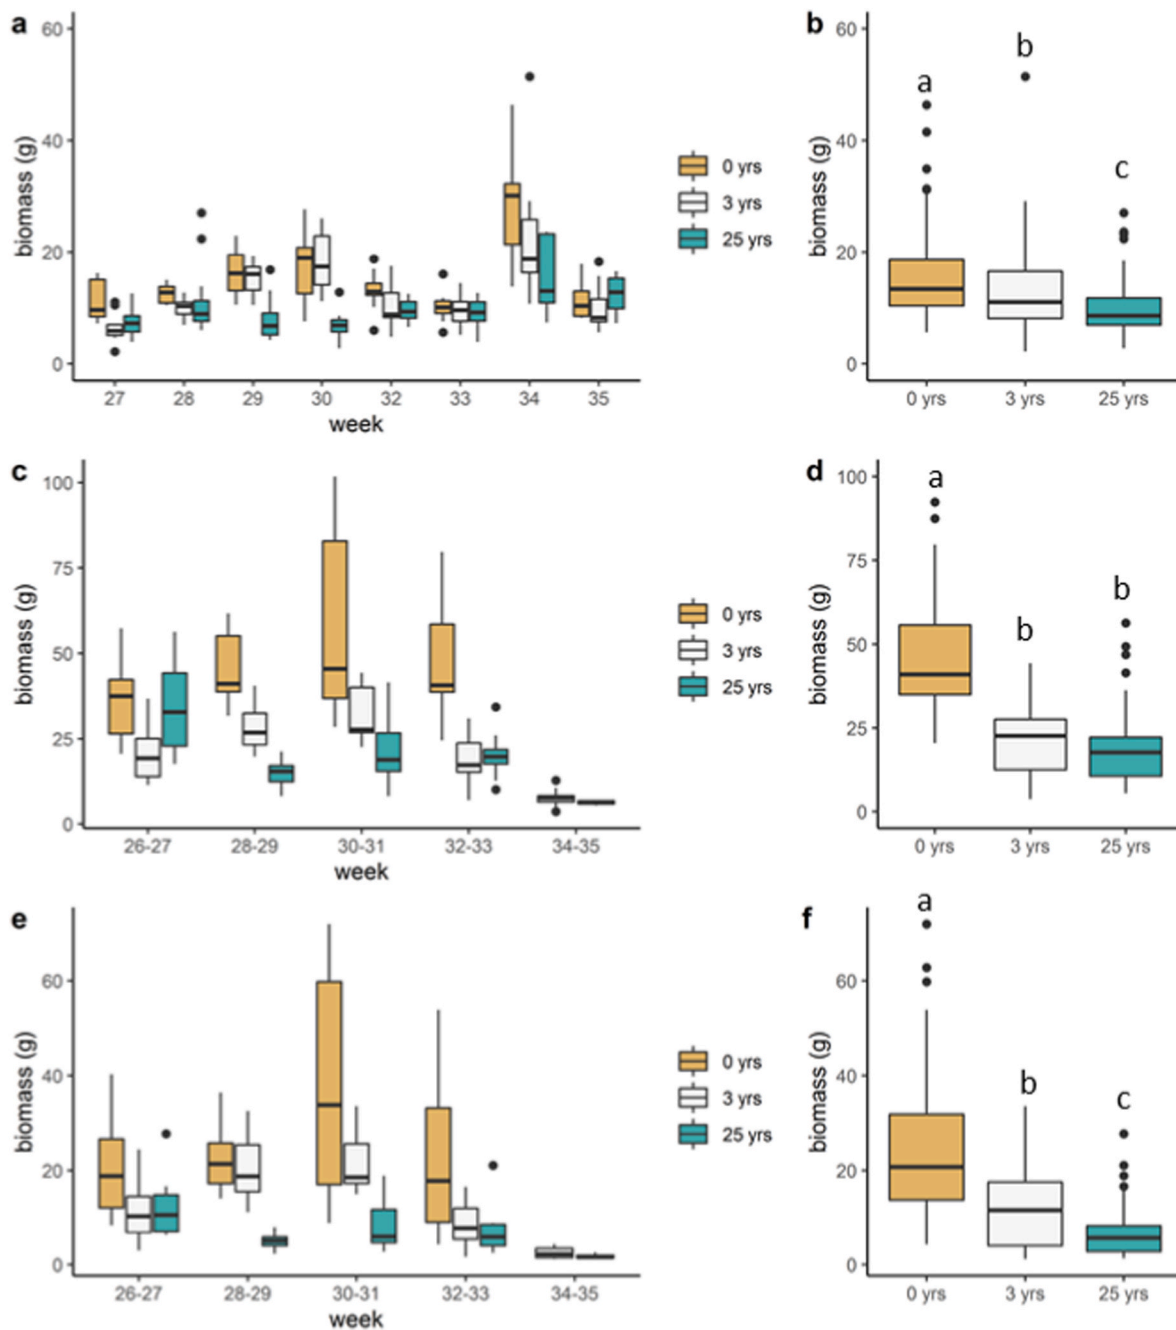 a
60
40
20
0
biomass (g)
27 28 29 30 32 33 34 35
week
0 yrs
3 yrs
25 yrs
b
60
40
20
0
biomass (g)
a
b
c
0 yrs 3 yrs 25 yrs
c
100
75
50
25
0
biomass (g)
26-27 28-29 30-31 32-33 34-35
week
0 yrs
3 yrs
25 yrs
d
100
75
50
25
0
biomass (g)
a
b
b
0 yrs 3 yrs 25 yrs
e
60
40
20
0
biomass (g)
26-27 28-29 30-31 32-33 34-35
week
0 yrs
3 yrs
25 yrs
f
60
40
20
0
biomass (g)
a
b
c
0 yrs 3 yrs 25 yrs